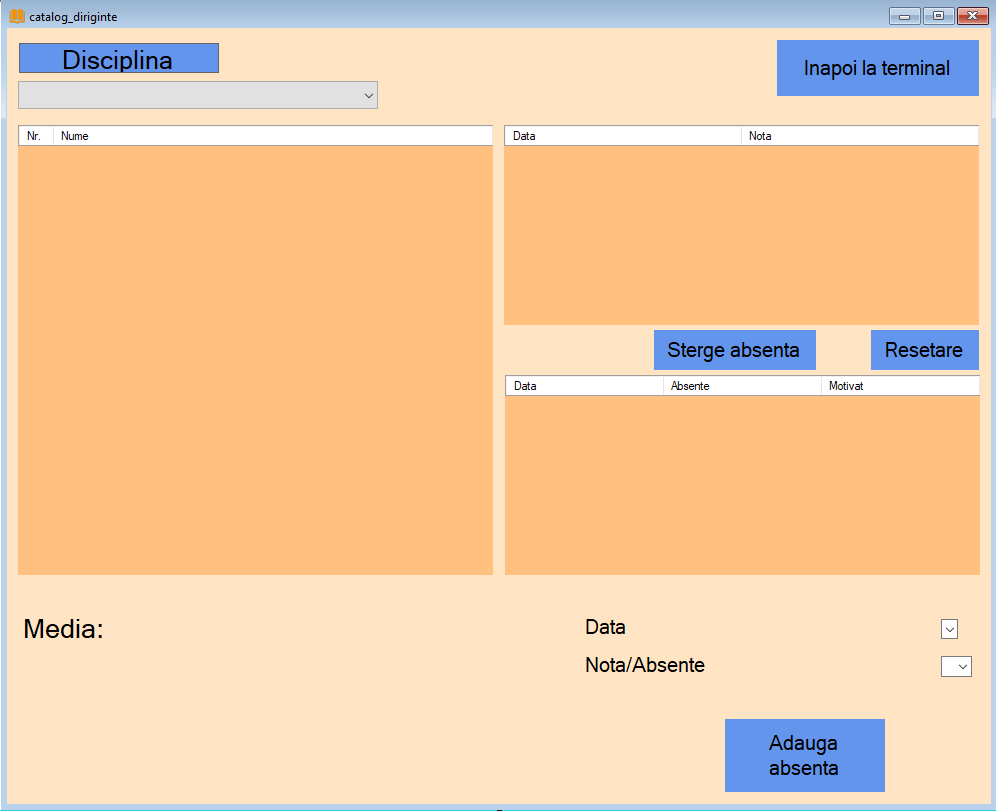 catalog_diriginte
Disciplina
Inapoi la terminal
Nr. Nume
Data Nota
Sterge absenta
Resetare
Data Absente Motivat
Media:
Data
Nota/Absente
Adauga
absenta